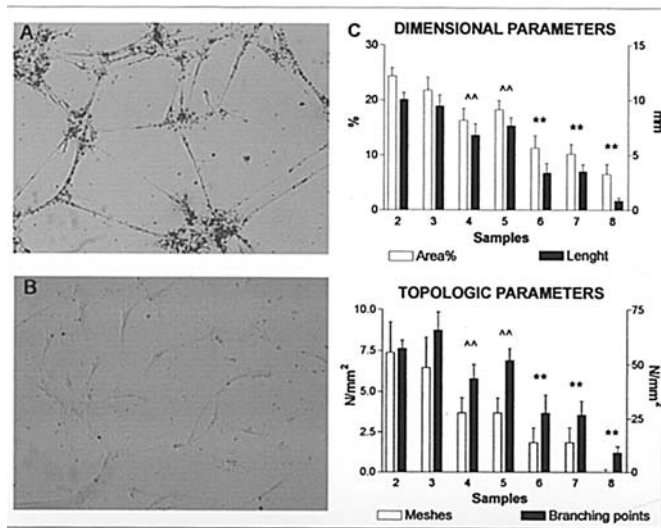 A
B
C
DIMENSIONAL PARAMETERS
30
20
10
0
%
15
10
5
0
mm
^^
^^
**
**
**
2 3 4 5 6 7 8
Samples
Area% Lenght
TOPOLOGIC PARAMETERS
10.0
7.5
5.0
2.5
0.0
N/mm²
75
50
25
0
N/mm²
^^
^^
**
**
**
2 3 4 5 6 7 8
Samples
Meshes Branching points